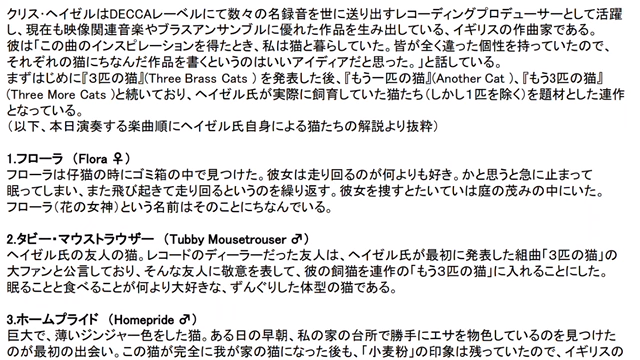 クリス・ヘイゼルはDECCAレーベルにて数々の名録音を世に送り出すレコーディングプロデューサーとして活躍
し、現在も映像関連音楽やブラスアンサンブルに優れた作品を生み出している、イギリスの作曲家である。
彼は「この曲のインスピレーションを得たとき、私は猫と暮らしていた。皆が全く違った個性を持っていたので、
それぞれの猫にちなんだ作品を書くというのはいいアイディアだと思った。」と話している。
まずはじめに『３匹の猫』(Three Brass Cats )を発表した後、『もう一匹の猫』(Another Cat )、『もう3匹の猫』
(Three More Cats )と続いており、ヘイゼル氏が実際に飼育していた猫たち（しかし１匹を除く）を題材とした連作
となっている。
（以下、本日演奏する楽曲順にヘイゼル氏自身による猫たちの解説より抜粋）
1.フローラ （Flora ♀）
フローラは仔猫の時にゴミ箱の中で見つけた。彼女は走り回るのが何よりも好き。かと思うと急に止まって
眠ってしまい、また飛び起きて走り回るというのを繰り返す。彼女を捜すとたいていは庭の茂みの中にいた。
フローラ（花の女神）という名前はそのことにちなんでいる。
2.タビー・マウストラウザー （Tubby Mousetrouser ♂）
ヘイゼル氏の友人の猫。レコードのディーラーだった友人は、ヘイゼル氏が最初に発表した組曲「３匹の猫」の
大ファンと公言しており、そんな友人に敬意を表して、彼の飼猫を連作の「もう３匹の猫」に入れることにした。
眠ることと食べることが何より大好きな、ずんぐりした体型の猫である。
3.ホームプライド （Homepride ♂）
巨大で、薄いジンジャー色をした猫。ある日の早朝、私の家の台所で勝手にエサを物色しているのを見つけた
のが最初の出会い。この猫が完全に我が家の猫になった後も、「小麦粉」の印象は残っていたので、イギリスの